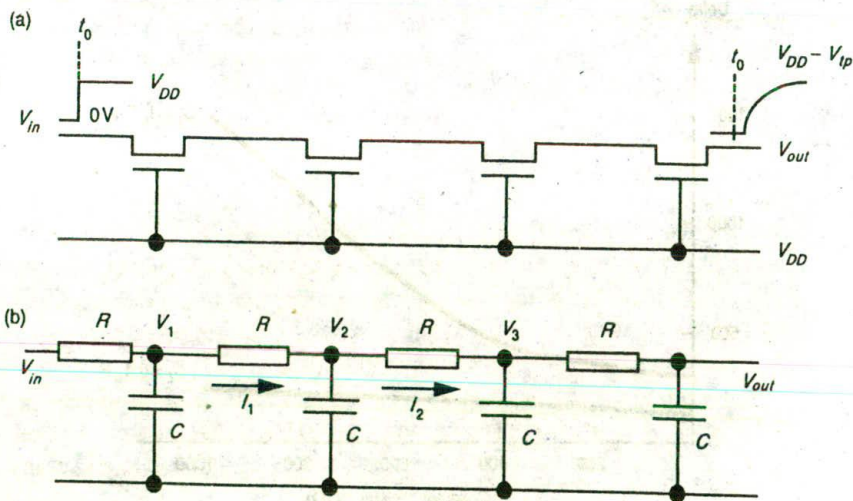 (a)
t0
VDD
Vin
0V
t0
VDD – Vtp
Vout
VDD
(b)
R
V1
R
V2
R
V3
R
Vin
I1
I2
Vout
C
C
C
C